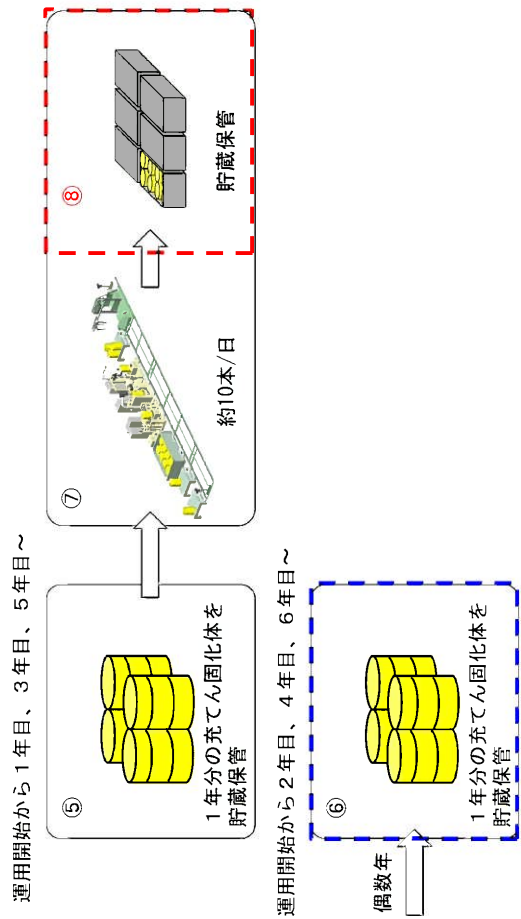 運用開始から１年目、３年目、５年目～
⑤
１年分の充てん固化体を
貯蔵保管
⑦
約10本/日
⑧
貯蔵保管
運用開始から２年目、４年目、６年目～
偶数年
⑥
１年分の充てん固化体を
貯蔵保管